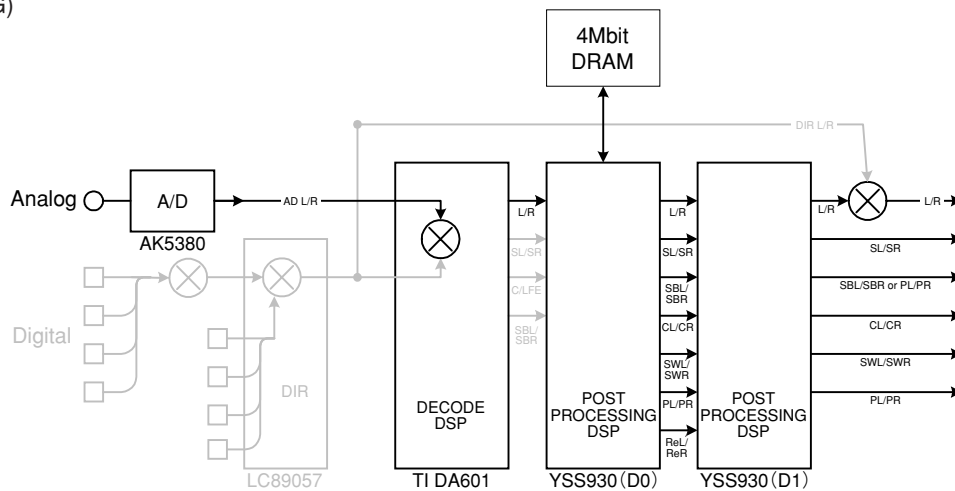 G)
4Mbit
DRAM
DIR L/R
Analog
A/D
AD L/R
L/R
L/R
L/R
L/R
AK5380
SL/SR
SL/SR
SL/SR
C/LFE
SBL/
SBR
SBL/SBR or PL/PR
Digital
SBL/
SBR
CL/CR
CL/CR
SWL/
SWR
SWL/SWR
DIR
DECODE
DSP
POST
PROCESSING
DSP
PL/PR
POST
PROCESSING
DSP
PL/PR
ReL/
ReR
LC89057
TI DA601
YSS930(D0)
YSS930(D1)